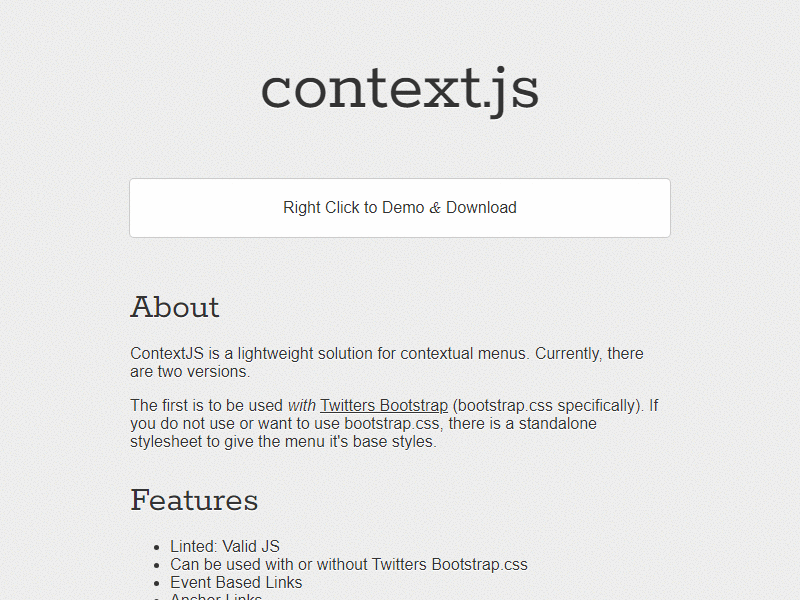 context.js
Right Click to Demo & Download
About
ContextJS is a lightweight solution for contextual menus. Currently, there
are two versions.
The first is to be used with Twitters Bootstrap (bootstrap.css specifically). If
you do not use or want to use bootstrap.css, there is a standalone
stylesheet to give the menu it's base styles.
Features
Linted: Valid JS
Can be used with or without Twitters Bootstrap.css
Event Based Links
Anchor Links